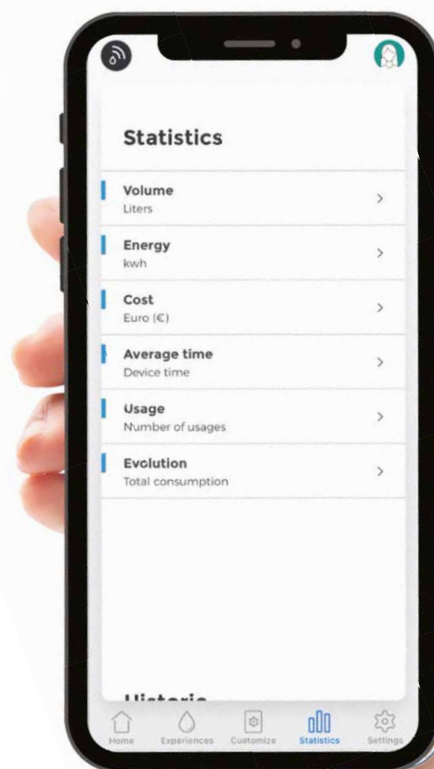 Statistics
Volume
Liters
Energy
kwh
Cost
Euro (€)
Average time
Device time
Usage
Number of usages
Evolution
Total consumption
Home Experiences Customize Statistics Settings